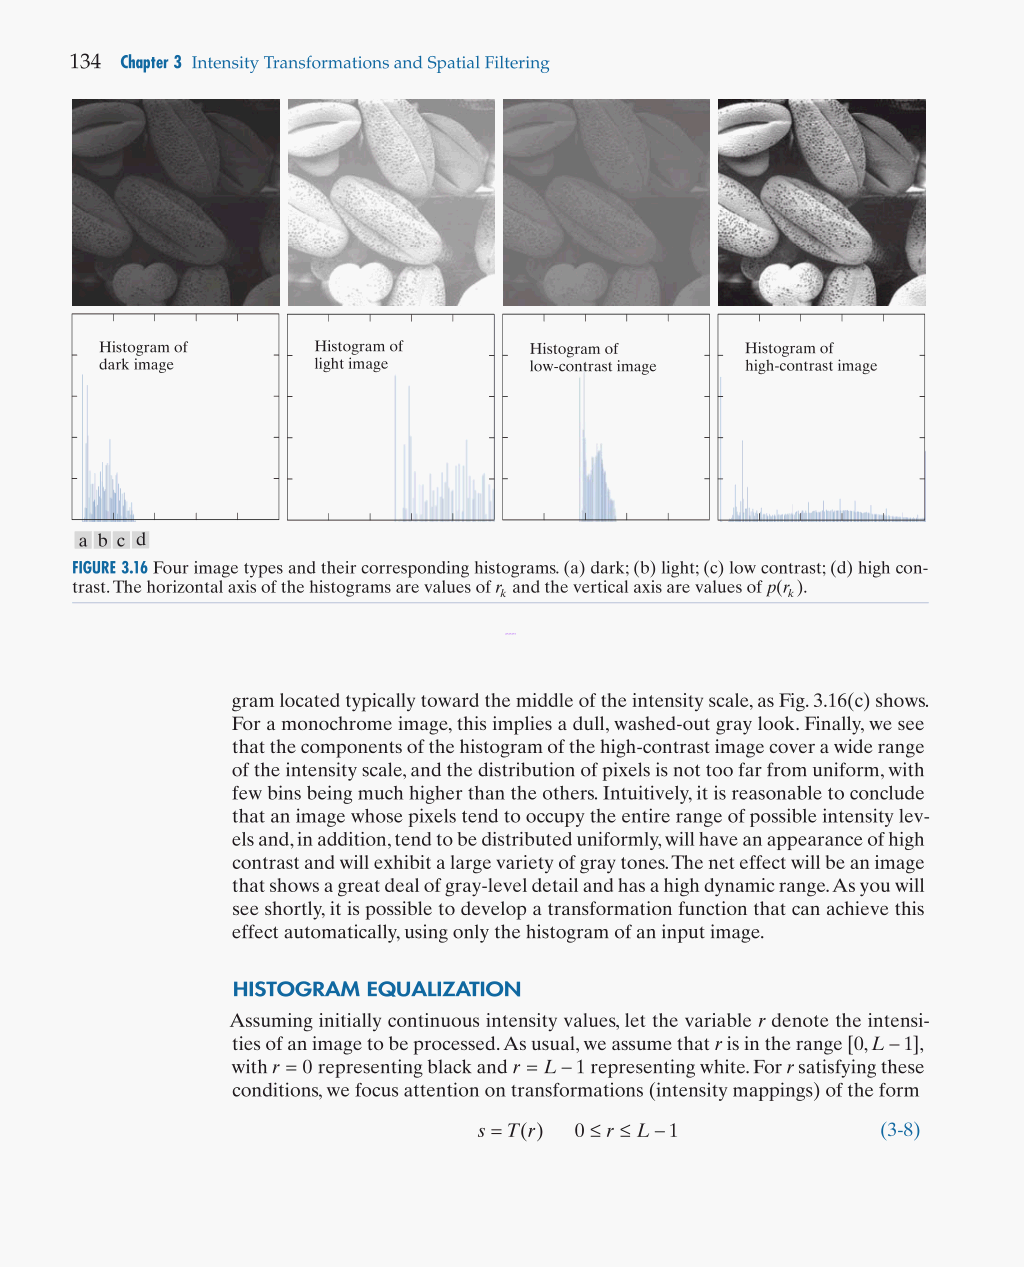 134 Chapter 3 Intensity Transformations and Spatial Filtering
Histogram of
dark image
Histogram of
light image
Histogram of
low-contrast image
Histogram of
high-contrast image
a b c d
FIGURE 3.16 Four image types and their corresponding histograms. (a) dark; (b) light; (c) low contrast; (d) high con-
trast. The horizontal axis of the histograms are values of rₖ and the vertical axis are values of p(rₖ).
gram located typically toward the middle of the intensity scale, as Fig. 3.16(c) shows.
For a monochrome image, this implies a dull, washed-out gray look. Finally, we see
that the components of the histogram of the high-contrast image cover a wide range
of the intensity scale, and the distribution of pixels is not too far from uniform, with
few bins being much higher than the others. Intuitively, it is reasonable to conclude
that an image whose pixels tend to occupy the entire range of possible intensity lev-
els and, in addition, tend to be distributed uniformly, will have an appearance of high
contrast and will exhibit a large variety of gray tones. The net effect will be an image
that shows a great deal of gray-level detail and has a high dynamic range. As you will
see shortly, it is possible to develop a transformation function that can achieve this
effect automatically, using only the histogram of an input image.
HISTOGRAM EQUALIZATION
Assuming initially continuous intensity values, let the variable r denote the intensi-
ties of an image to be processed. As usual, we assume that r is in the range [0, L − 1],
with r = 0 representing black and r = L − 1 representing white. For r satisfying these
conditions, we focus attention on transformations (intensity mappings) of the form
s = T(r) 0 ≤ r ≤ L − 1 (3-8)